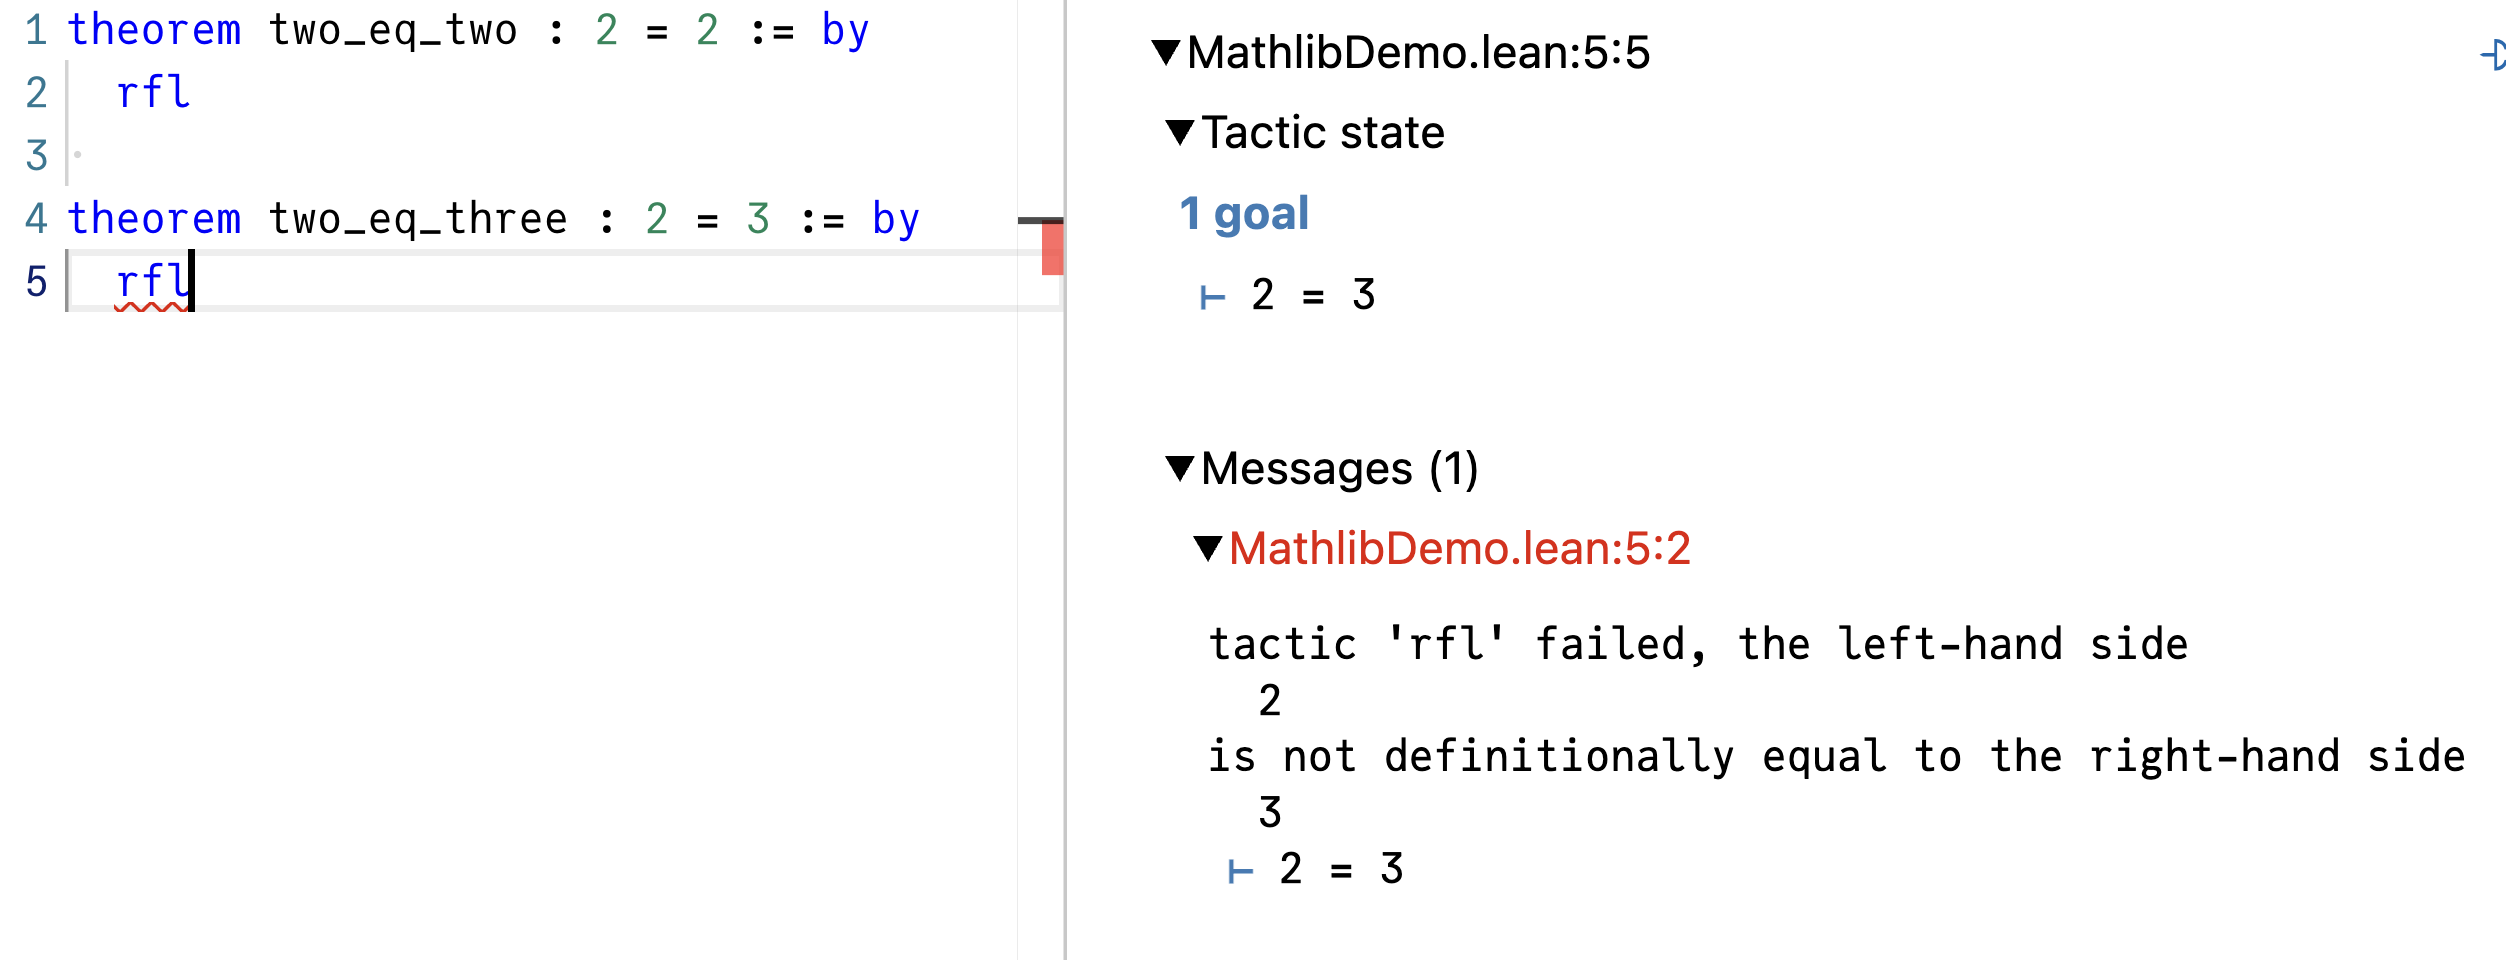 1 theorem two_eq_two : 2 = 2 := by
2   rfl
3 ·
4 theorem two_eq_three : 2 = 3 := by
5   rfl
▼MathlibDemo.lean:5:5
▼Tactic state
1 goal
⊢ 2 = 3
▼Messages (1)
▼MathlibDemo.lean:5:2
tactic 'rfl' failed, the left-hand side
  2
is not definitionally equal to the right-hand side
  3
⊢ 2 = 3